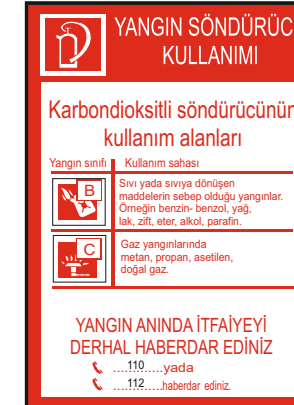 YANGIN SÖNDÜRÜC
KULLANIMI
Karbondioksitli söndürücünün
kullanım alanları
Yangın sınıfı Kullanım sahası
B
Sıvı yada sıvıya dönüşen
maddelerin sebep olduğu yangınlar.
Örneğin benzin- benzol, yağ,
lak, zift, eter, alkol, parafin.
C
Gaz yangınlarında
metan, propan, asetilen,
doğal gaz.
YANGIN ANINDA İTFAİYEYİ
DERHAL HABERDAR EDİNİZ
....110.....yada
....112....haberdar ediniz.